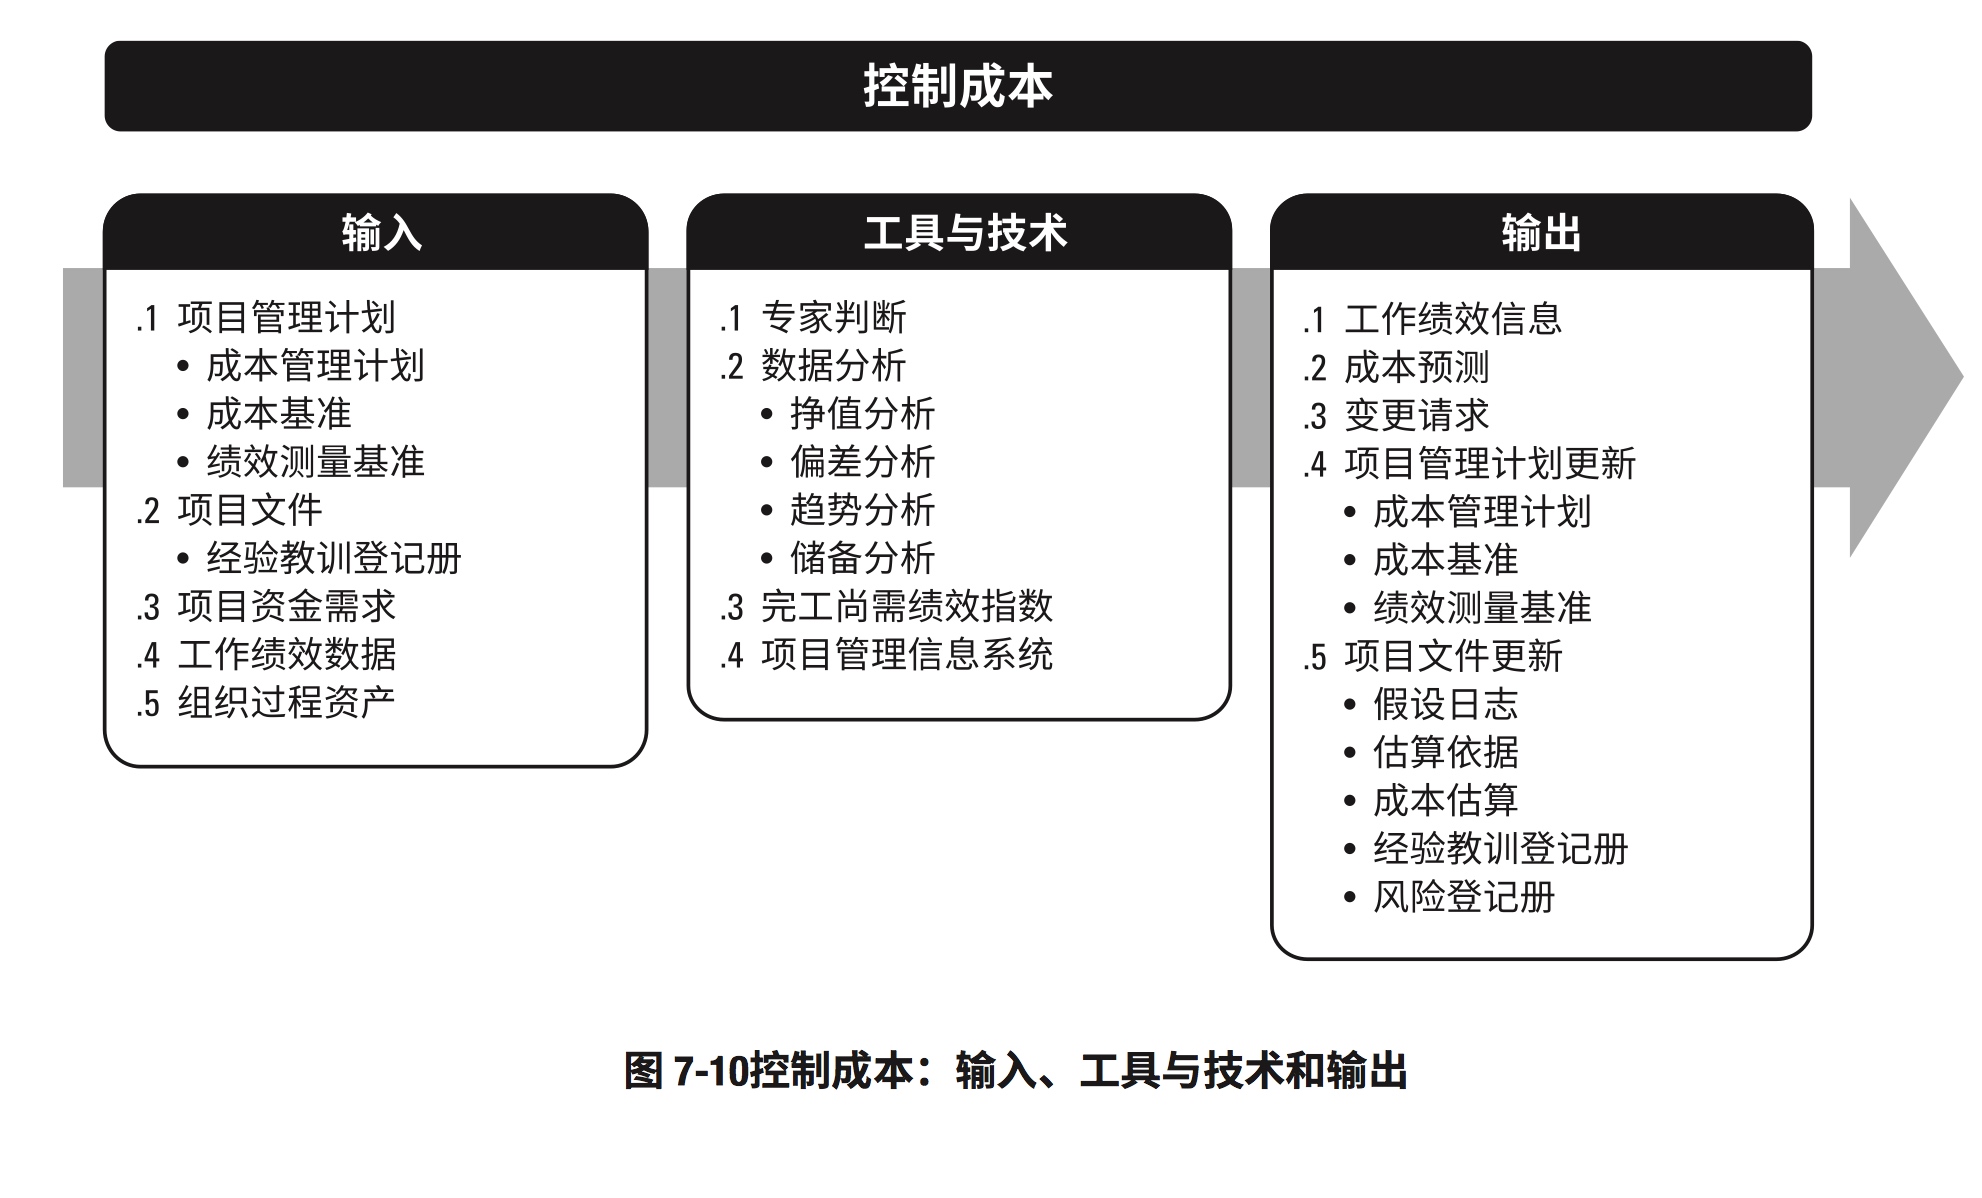 控制成本
输入
.1 项目管理计划
• 成本管理计划
• 成本基准
• 绩效测量基准
.2 项目文件
• 经验教训登记册
.3 项目资金需求
.4 工作绩效数据
.5 组织过程资产
工具与技术
.1 专家判断
.2 数据分析
• 挣值分析
• 偏差分析
• 趋势分析
• 储备分析
.3 完工尚需绩效指数
.4 项目管理信息系统
输出
.1 工作绩效信息
.2 成本预测
.3 变更请求
.4 项目管理计划更新
• 成本管理计划
• 成本基准
• 绩效测量基准
.5 项目文件更新
• 假设日志
• 估算依据
• 成本估算
• 经验教训登记册
• 风险登记册
图 7-10控制成本：输入、工具与技术和输出